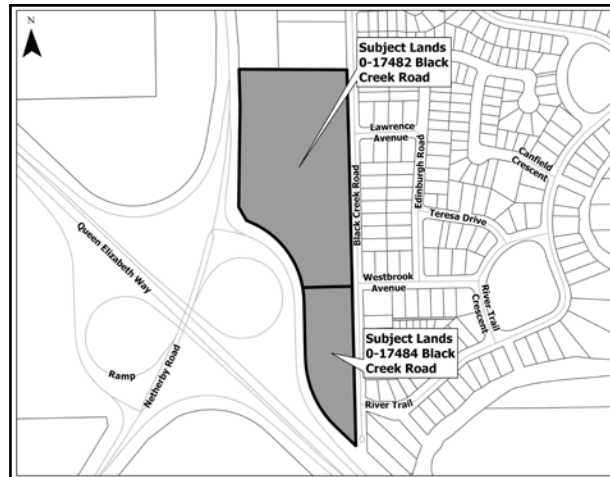 N
Subject Lands
0-17482 Black
Creek Road
Lawrence
Avenue
Black Creek Road
Edinburgh Road
Canfield
Crescent
Teresa Drive
Queen Elizabeth Way
Westbrook
Avenue
River Trail
Crescent
Subject Lands
0-17484 Black
Creek Road
Ramp
Netherby Road
River Trail